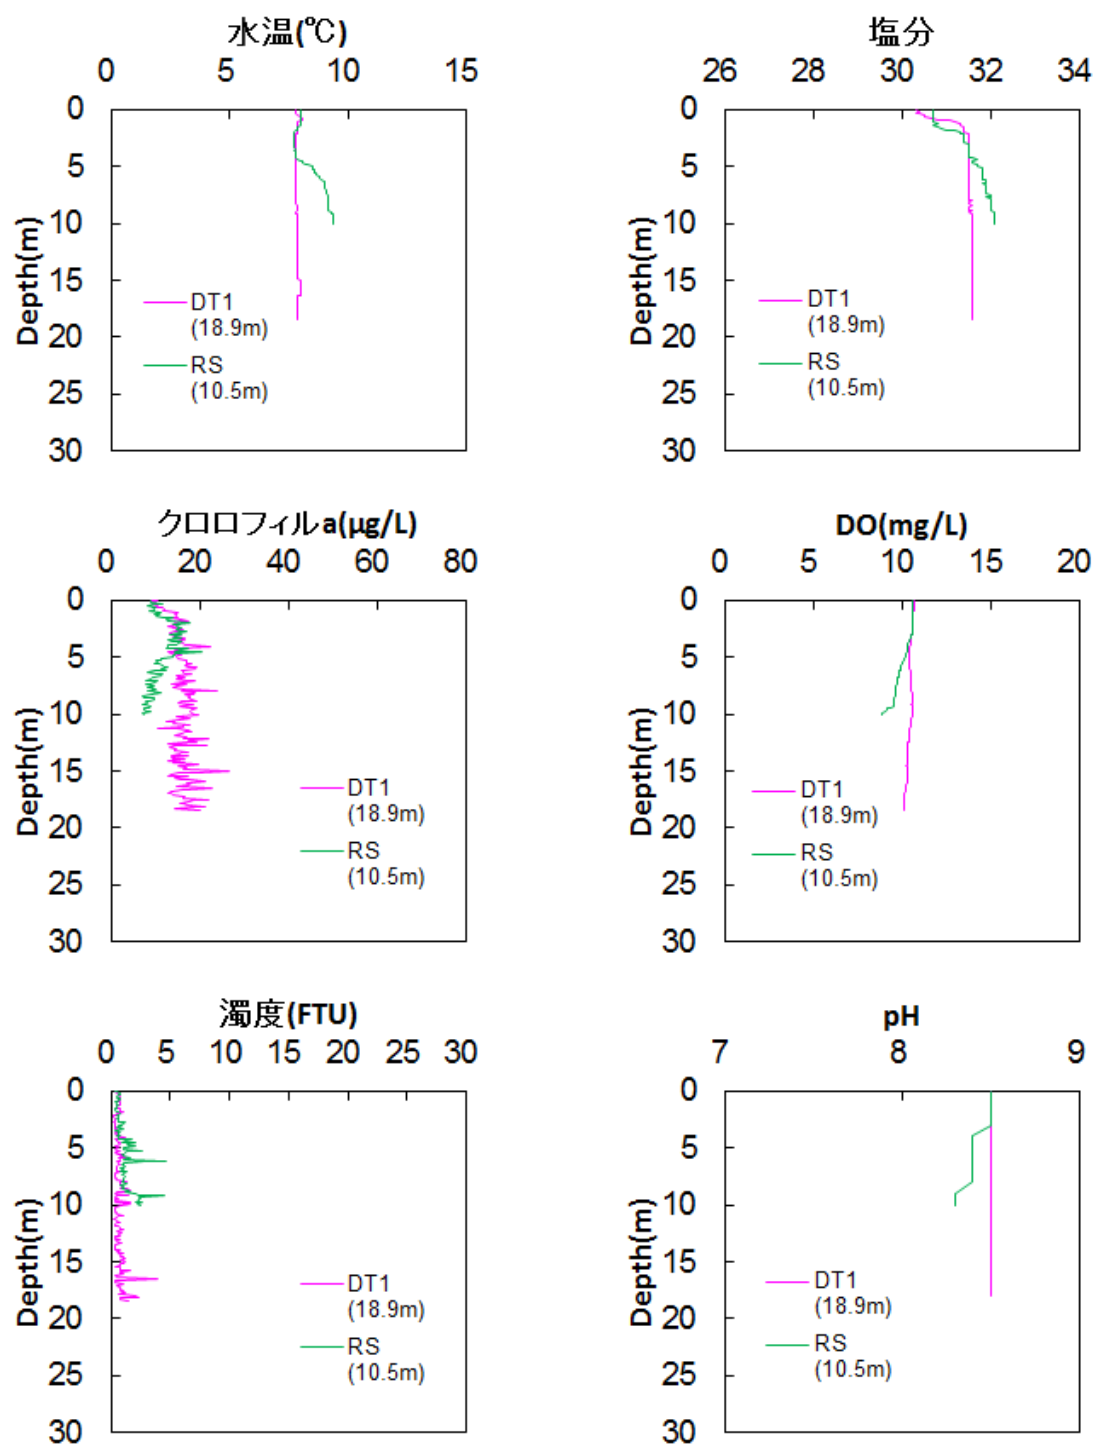 水温(℃)
0 5 10 15
0
5
10
15
20
25
30
Depth(m)
DT1
(18.9m)
RS
(10.5m)
塩分
26 28 30 32 34
0
5
10
15
20
25
30
Depth(m)
DT1
(18.9m)
RS
(10.5m)
クロロフィルa(μg/L)
0 20 40 60 80
0
5
10
15
20
25
30
Depth(m)
DT1
(18.9m)
RS
(10.5m)
DO(mg/L)
0 5 10 15 20
0
5
10
15
20
25
30
Depth(m)
DT1
(18.9m)
RS
(10.5m)
濁度(FTU)
0 5 10 15 20 25 30
0
5
10
15
20
25
30
Depth(m)
DT1
(18.9m)
RS
(10.5m)
pH
7 8 9
0
5
10
15
20
25
30
Depth(m)
DT1
(18.9m)
RS
(10.5m)